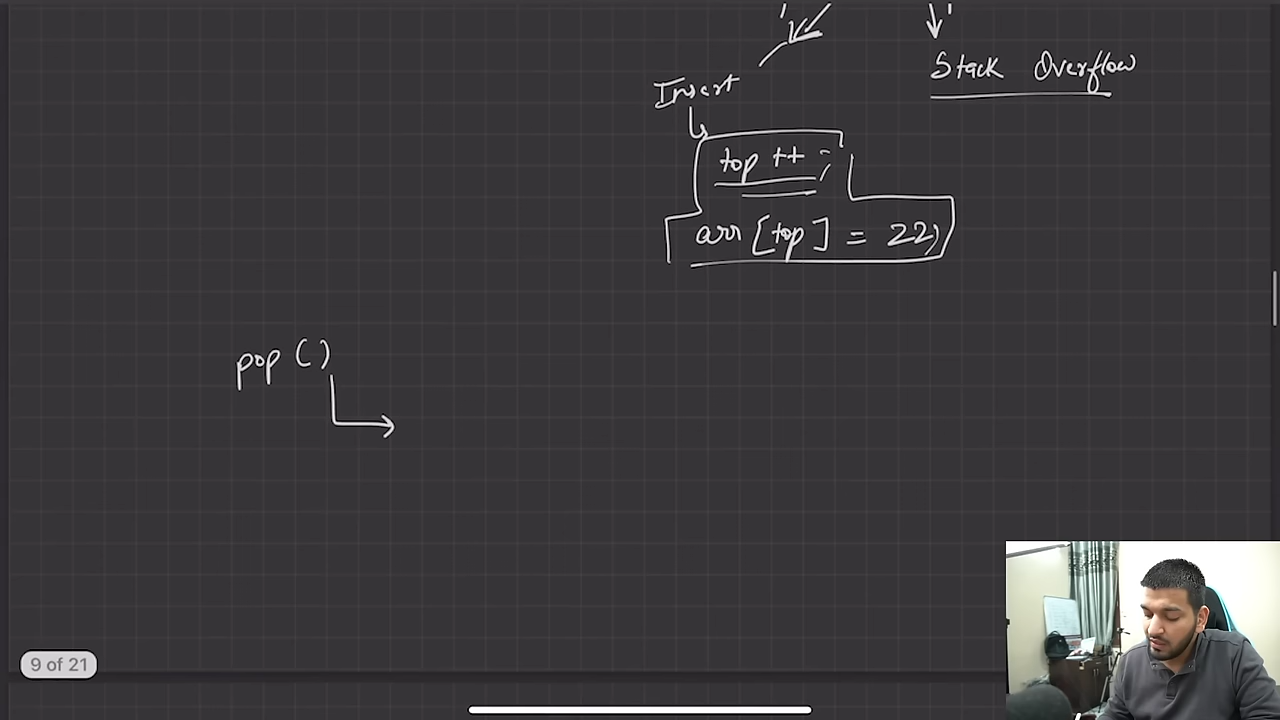 Stack Overflow
Insert
top ++ ;
arr [top] = 22;
pop ( )
9 of 21